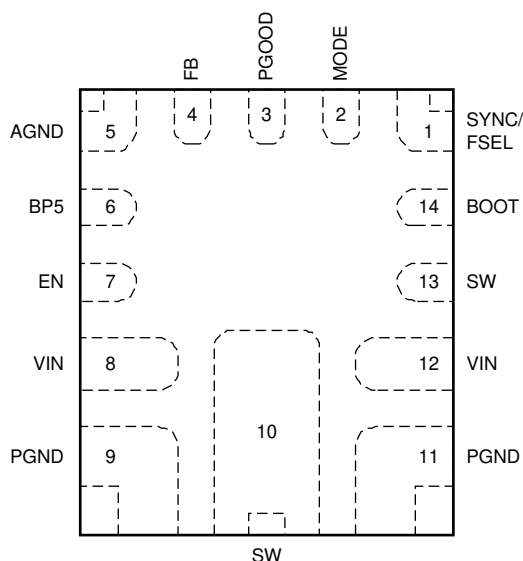 FB
PGOOD
MODE
4
3
2
AGND
5
1
SYNC/
FSEL
BP5
6
14
BOOT
EN
7
13
SW
VIN
8
12
VIN
10
PGND
9
11
PGND
SW